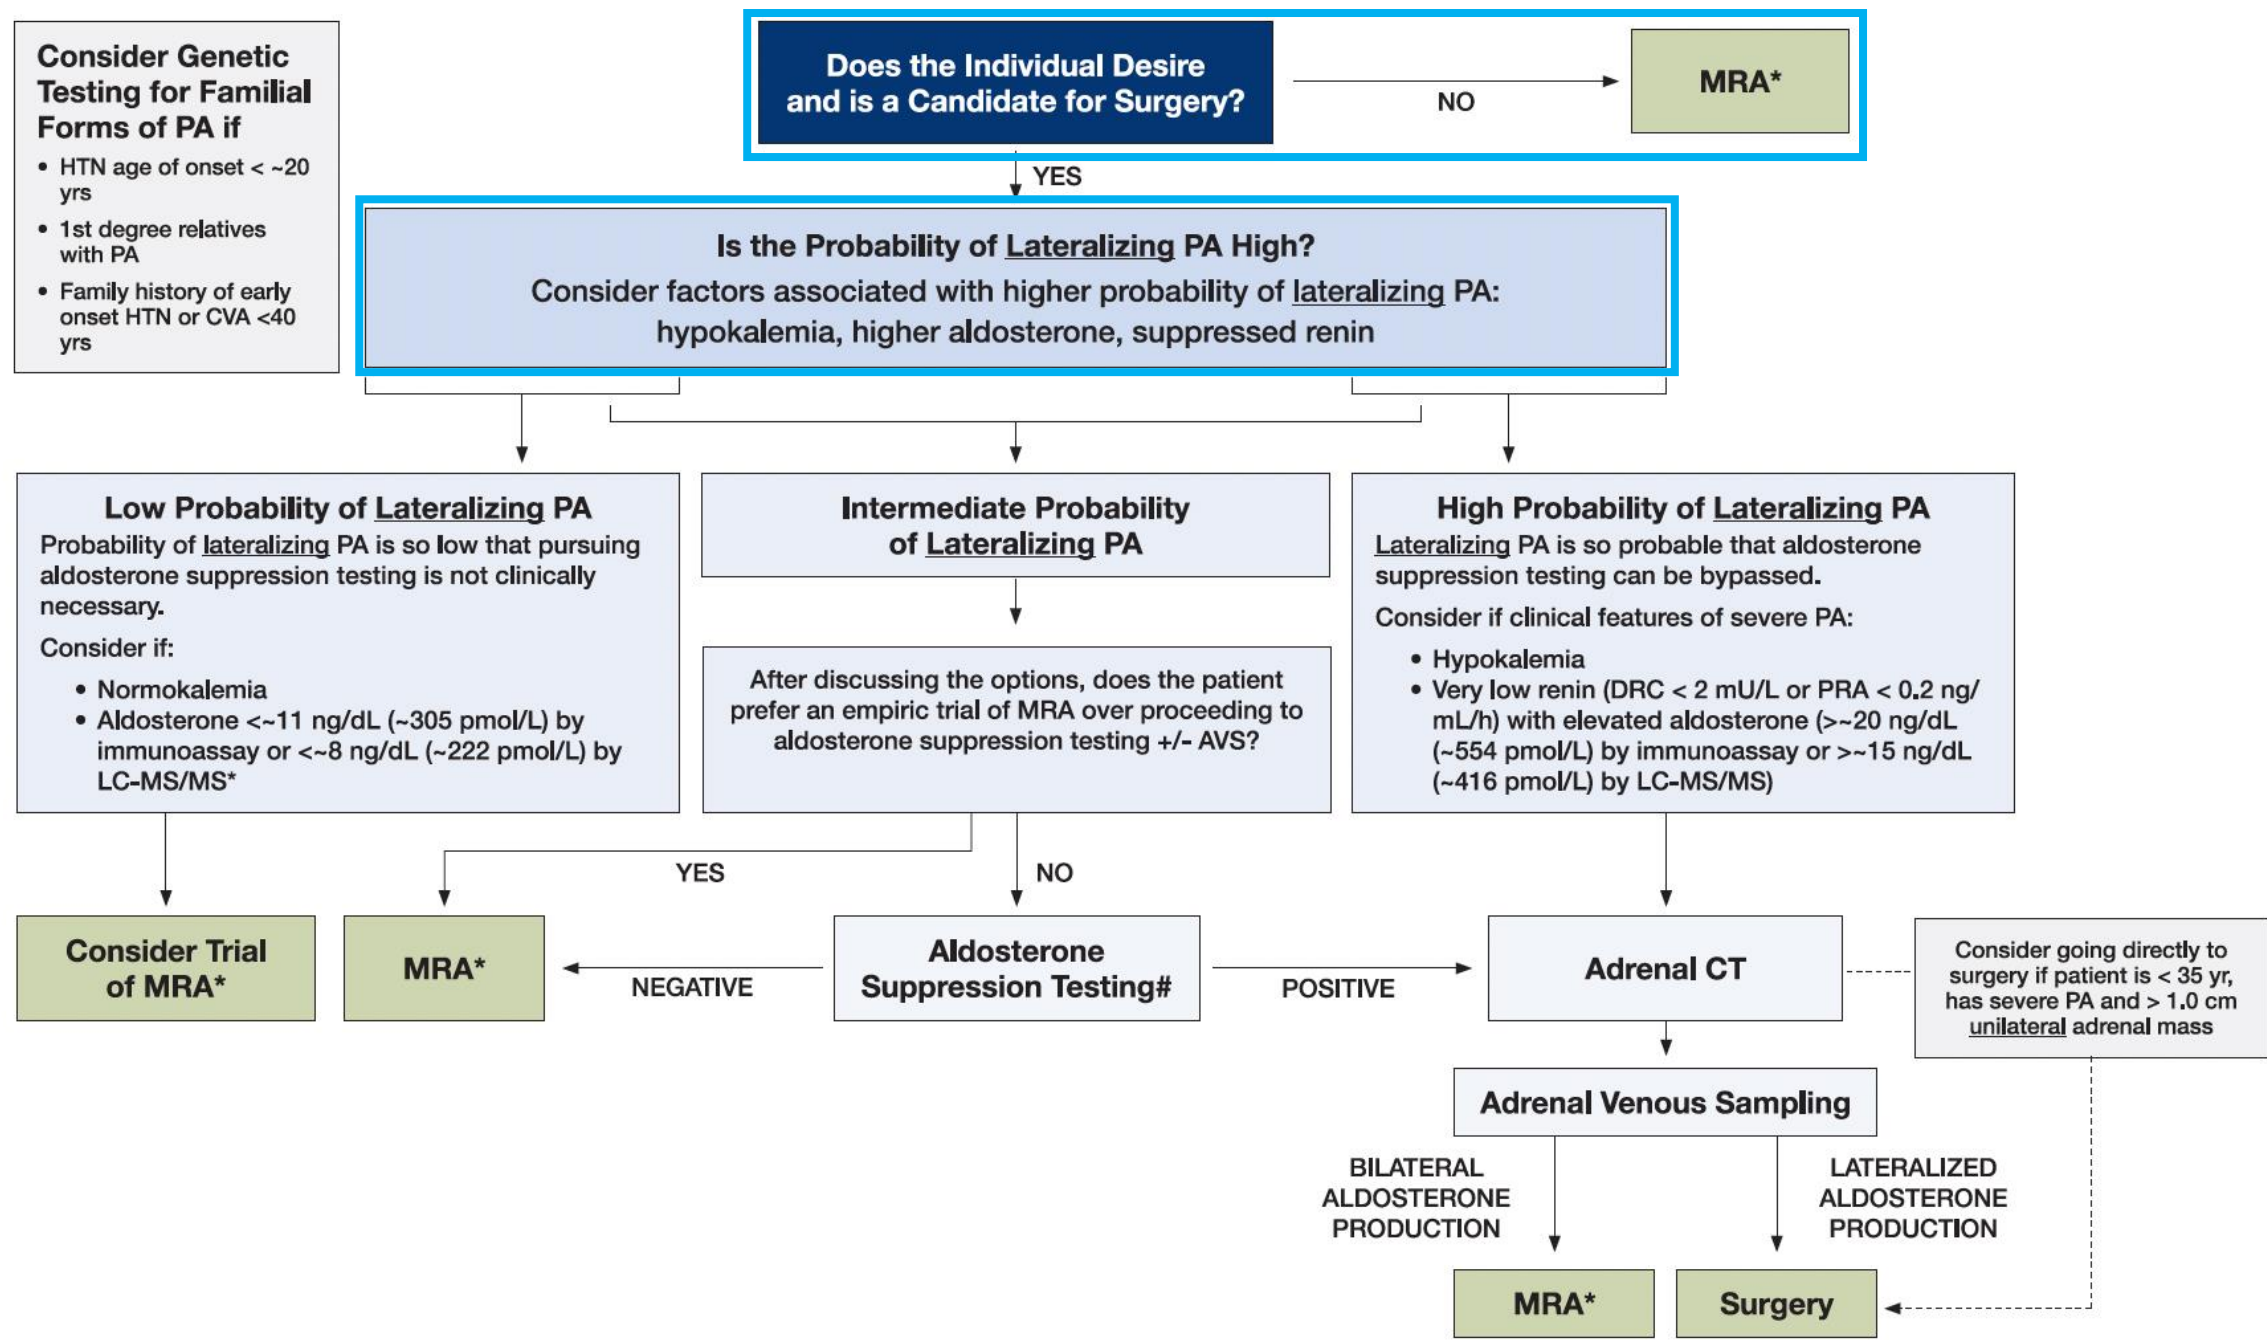 Consider Genetic
Testing for Familial
Forms of PA if
• HTN age of onset < ~20
yrs
• 1st degree relatives
with PA
• Family history of early
onset HTN or CVA <40
yrs
Does the Individual Desire
and is a Candidate for Surgery?
NO
MRA*
YES
Is the Probability of Lateralizing PA High?
Consider factors associated with higher probability of lateralizing PA:
hypokalemia, higher aldosterone, suppressed renin
Low Probability of Lateralizing PA
Probability of lateralizing PA is so low that pursuing
aldosterone suppression testing is not clinically
necessary.
Consider if:
• Normokalemia
• Aldosterone <~11 ng/dL (~305 pmol/L) by
immunoassay or <~8 ng/dL (~222 pmol/L) by
LC-MS/MS*
Intermediate Probability
of Lateralizing PA
After discussing the options, does the patient
prefer an empiric trial of MRA over proceeding to
aldosterone suppression testing +/- AVS?
High Probability of Lateralizing PA
Lateralizing PA is so probable that aldosterone
suppression testing can be bypassed.
Consider if clinical features of severe PA:
• Hypokalemia
• Very low renin (DRC < 2 mU/L or PRA < 0.2 ng/
mL/h) with elevated aldosterone (>~20 ng/dL
(~554 pmol/L) by immunoassay or >~15 ng/dL
(~416 pmol/L) by LC-MS/MS)
YES
NO
Consider Trial
of MRA*
MRA*
NEGATIVE
Aldosterone
Suppression Testing#
POSITIVE
Adrenal CT
Consider going directly to
surgery if patient is < 35 yr,
has severe PA and > 1.0 cm
unilateral adrenal mass
Adrenal Venous Sampling
BILATERAL
ALDOSTERONE
PRODUCTION
LATERALIZED
ALDOSTERONE
PRODUCTION
MRA*
Surgery